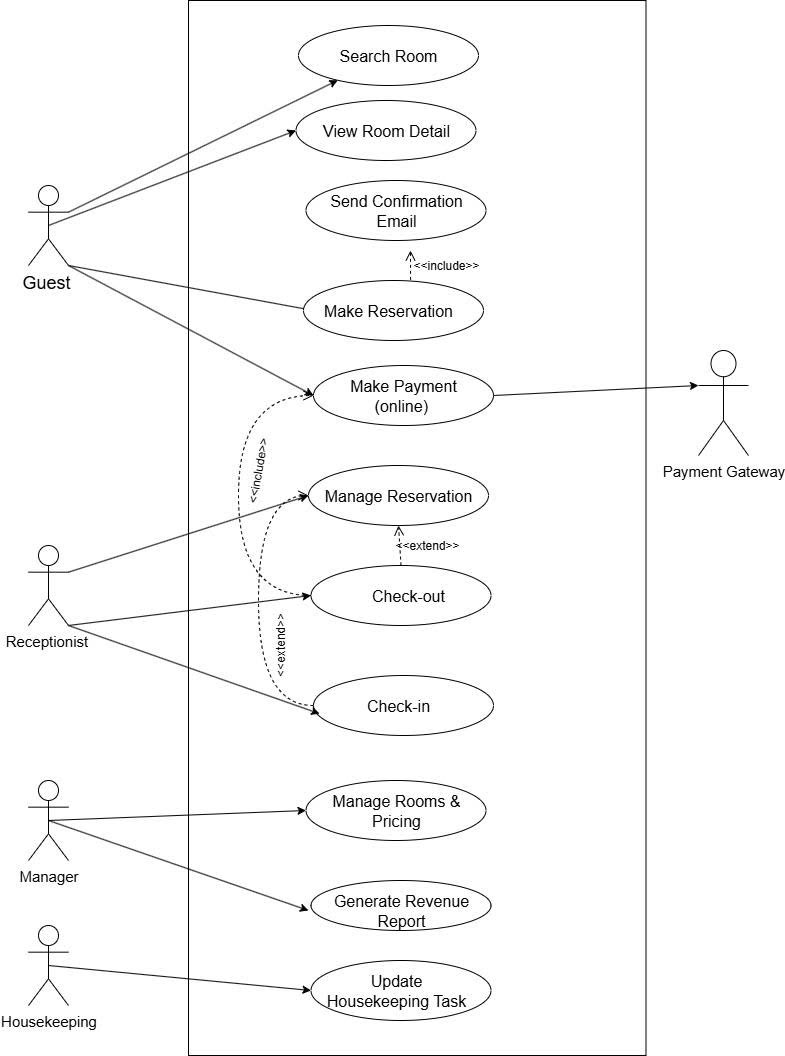 Search Room
View Room Detail
Send Confirmation
Email
<<include>>
Guest
Make Reservation
Make Payment
(online)
Payment Gateway
<<include>>
Manage Reservation
<<extend>>
Receptionist
Check-out
<<extend>>
Check-in
Manage Rooms &
Pricing
Manager
Generate Revenue
Report
Update
Housekeeping Task
Housekeeping